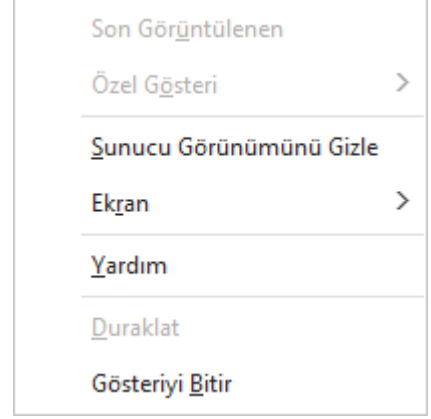 Son Görüntülenen
Özel Gösteri
Sunucu Görünümünü Gizle
Ekran
Yardım
Duraklat
Gösteriyi Bitir